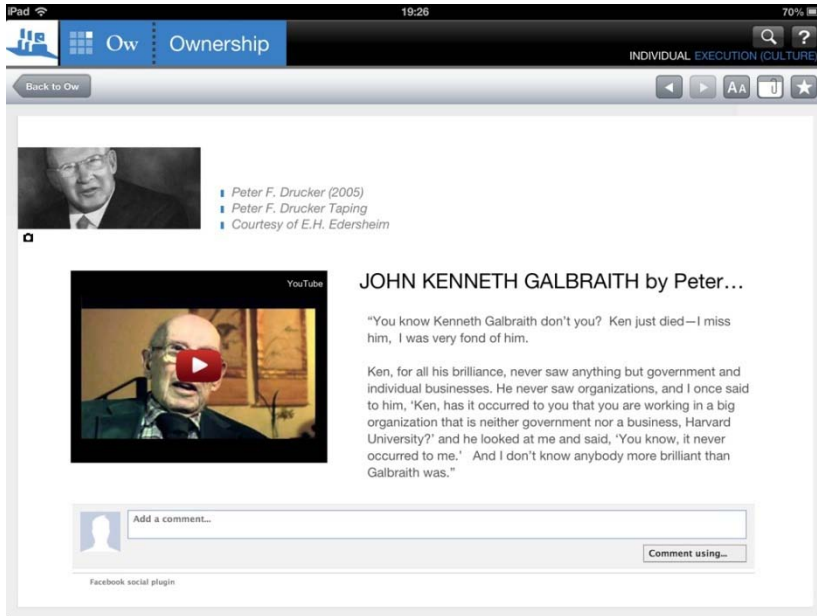 iPad 19:26 70%
Ow Ownership ?
INDIVIDUAL EXECUTION (CULTURE)
Back to Ow AA
Peter F. Drucker (2005)
Peter F. Drucker Taping
Courtesy of E.H. Edersheim
YouTube
JOHN KENNETH GALBRAITH by Peter…
“You know Kenneth Galbraith don’t you? Ken just died—I miss
him, I was very fond of him.
Ken, for all his brilliance, never saw anything but government and
individual businesses. He never saw organizations, and I once said
to him, ‘Ken, has it occurred to you that you are working in a big
organization that is neither government nor a business, Harvard
University?’ and he looked at me and said, ‘You know, it never
occurred to me.’ And I don’t know anybody more brilliant than
Galbraith was.”
Add a comment...
Comment using...
Facebook social plugin